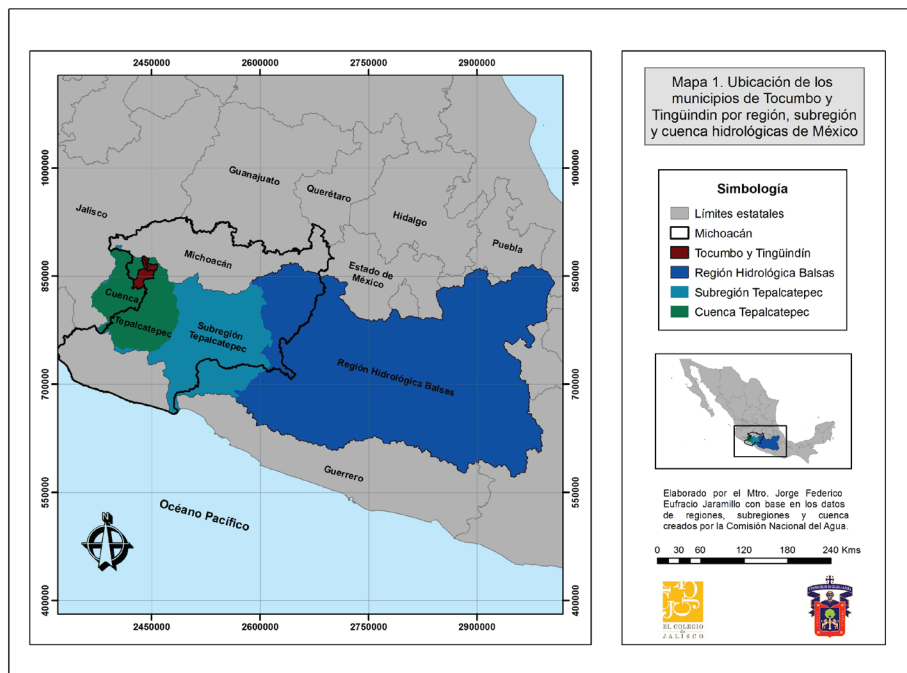 2450000 2600000 2750000 2900000
1000000 1000000
850000 850000
700000 700000
550000 550000
400000 400000
Guanajuato
Querétaro
Hidalgo
Jalisco
Puebla
Michoacán
Estado de
México
Cuenca
Tepalcatepec
Subregión
Tepalcatepec
Región Hidrológica Balsas
Guerrero
Océano Pacífico
N
2450000 2600000 2750000 2900000
Mapa 1. Ubicación de los
municipios de Tocumbo y
Tingüindin por región, subregión
y cuenca hidrológicas de México
Simbología
Límites estatales
Michoacán
Tocumbo y Tingüíndín
Región Hidrológica Balsas
Subregión Tepalcatepec
Cuenca Tepalcatepec
Elaborado por el Mtro. Jorge Federico
Eufracio Jaramillo con base en los datos
de regiones, subregiones y cuenca
creados por la Comisión Nacional del Agua.
0 30 60 120 180 240 Kms
EL COLEGIO
de
JALISCO